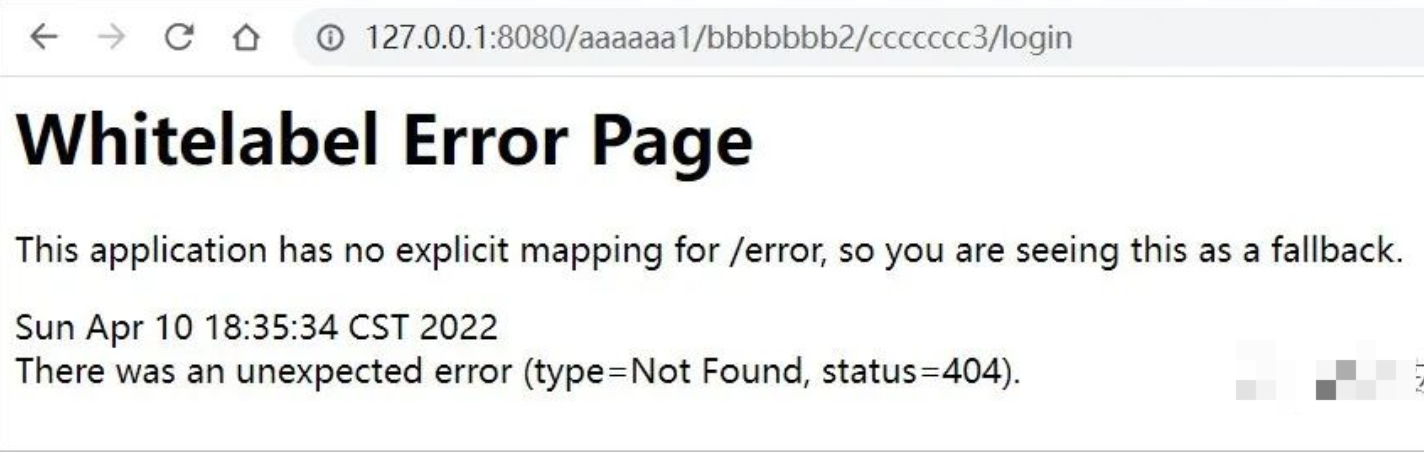 127.0.0.1:8080/aaaaaa1/bbbbbbb2/ccccccc3/login
Whitelabel Error Page
This application has no explicit mapping for /error, so you are seeing this as a fallback.
Sun Apr 10 18:35:34 CST 2022
There was an unexpected error (type=Not Found, status=404).